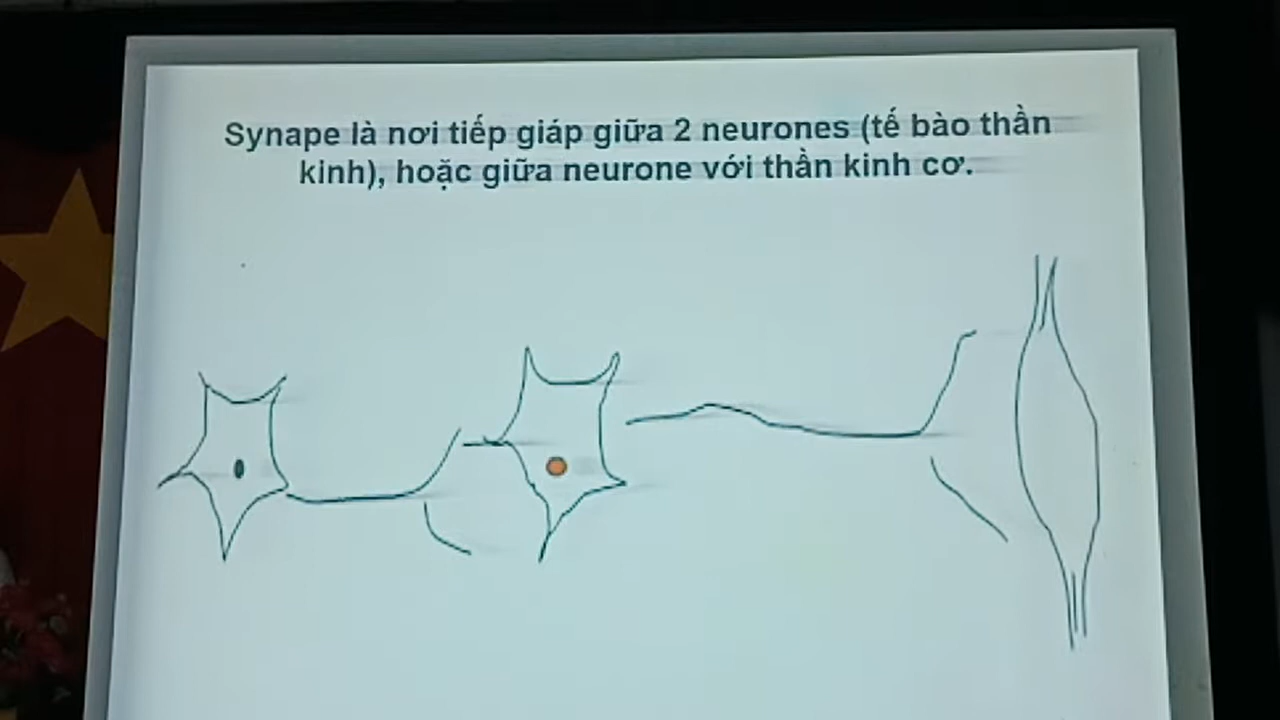 Synape là nơi tiếp giáp giữa 2 neurones (tế bào thần
kinh), hoặc giữa neurone với thần kinh cơ.